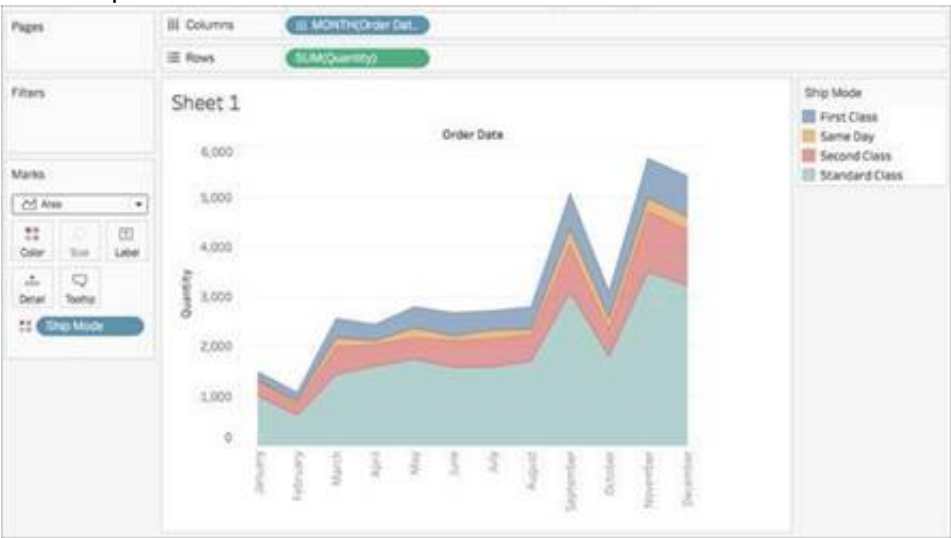 Pages
Columns
MONTH(Order Dat..
Rows
SUM(Quantity)
Filters
Sheet 1
Order Date
Ship Mode
First Class
Same Day
Second Class
Standard Class
Marks
Area
Color
Size
Label
Detail
Tooltip
Ship Mode
Quantity
6,000
5,000
4,000
3,000
2,000
1,000
0
January
February
March
April
May
June
July
August
September
October
November
December